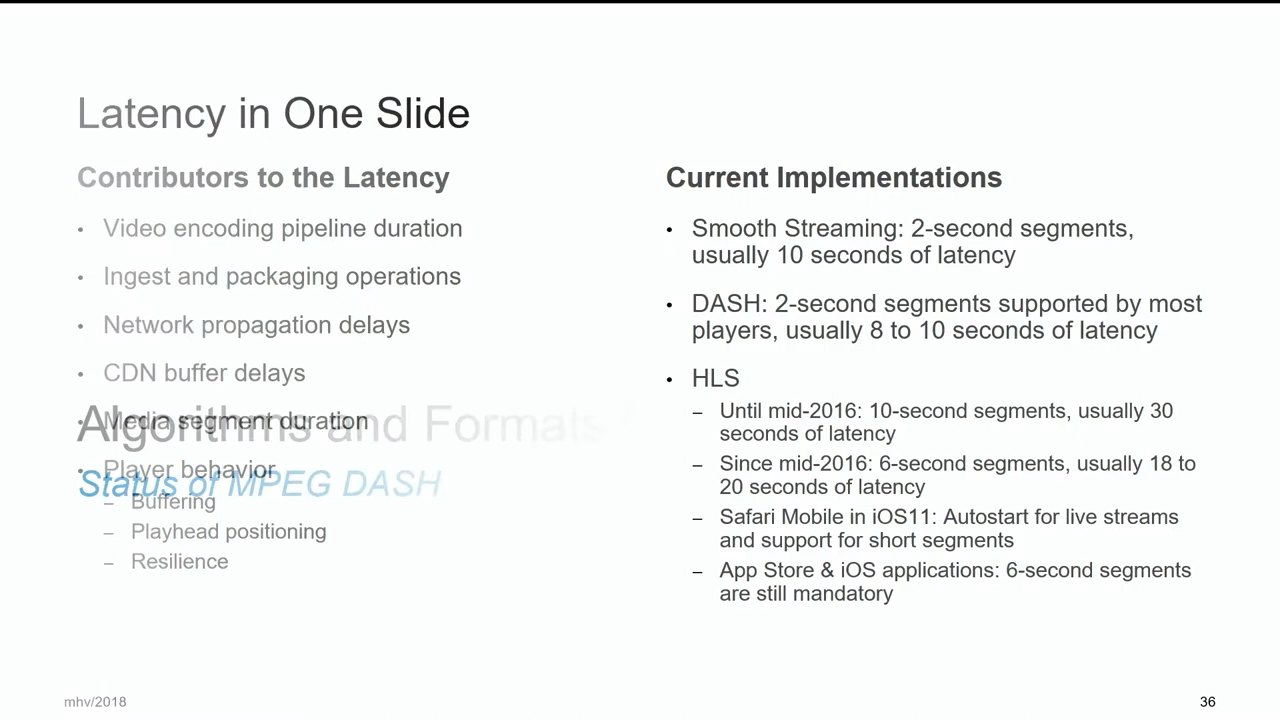 Latency in One Slide
Contributors to the Latency
• Video encoding pipeline duration
• Ingest and packaging operations
• Network propagation delays
• CDN buffer delays
• Media segment duration
• Player behavior
– Buffering
– Playhead positioning
– Resilience
Algorithms and Formats
Status of MPEG DASH
Current Implementations
• Smooth Streaming: 2-second segments,
usually 10 seconds of latency
• DASH: 2-second segments supported by most
players, usually 8 to 10 seconds of latency
• HLS
– Until mid-2016: 10-second segments, usually 30
seconds of latency
– Since mid-2016: 6-second segments, usually 18 to
20 seconds of latency
– Safari Mobile in iOS11: Autostart for live streams
and support for short segments
– App Store & iOS applications: 6-second segments
are still mandatory
mhv/2018
36